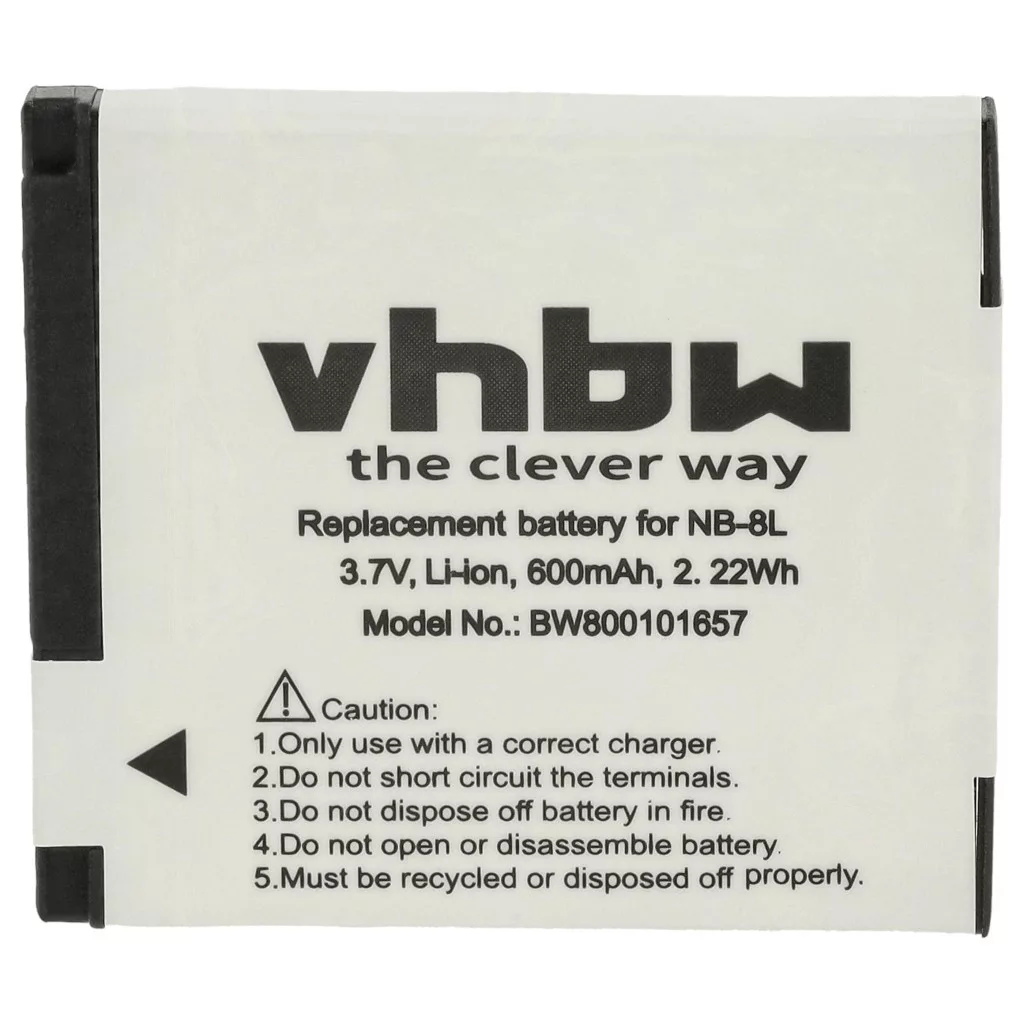 vhbw
the clever way
Replacement battery for NB-8L
3.7V, Li-ion, 600mAh, 2. 22Wh
Model No.: BW800101657
Caution:
1.Only use with a correct charger.
2.Do not short circuit the terminals.
3.Do not dispose off battery in fire.
4.Do not open or disassemble battery.
5.Must be recycled or disposed off properly.